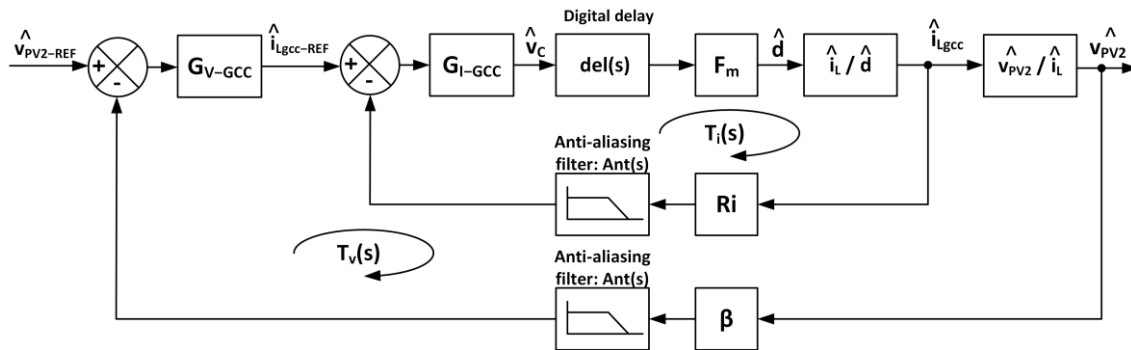 Digital delay
v̂PV2–REF
+
-
GV–GCC
îLgcc–REF
+
-
GI–GCC
v̂C
del(s)
Fm
d̂
îL / d̂
îLgcc
v̂PV2 / îL
v̂PV2
Ti(s)
Anti-aliasing
filter: Ant(s)
Ri
Tv(s)
Anti-aliasing
filter: Ant(s)
β